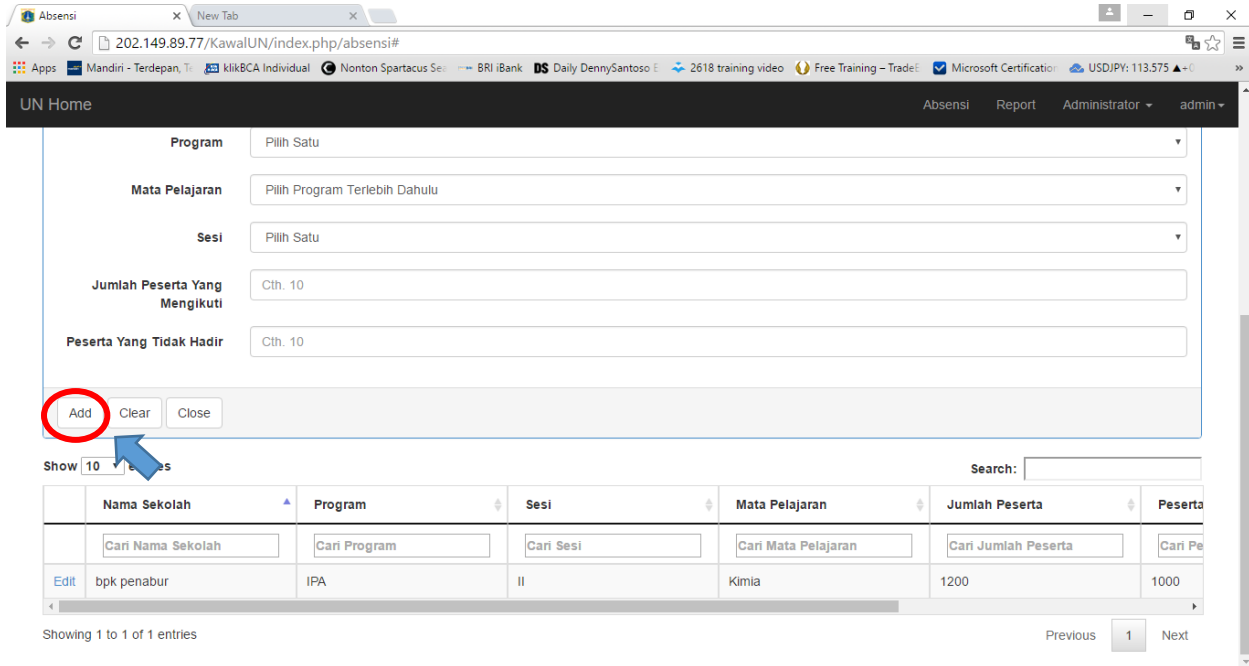 Absensi
New Tab
202.149.89.77/KawalUN/index.php/absensi#
Apps Mandiri - Terdepan, Te klikBCA Individual Nonton Spartacus Sea BRI iBank DS Daily DennySantoso E 2618 training video Free Training – TradeE Microsoft Certification USDJPY: 113.575 ▲+0 »
UN Home Absensi Report Administrator admin
Program Pilih Satu
Mata Pelajaran Pilih Program Terlebih Dahulu
Sesi Pilih Satu
Jumlah Peserta Yang Mengikuti Cth. 10
Peserta Yang Tidak Hadir Cth. 10
Add Clear Close
Show 10 Search:
Nama Sekolah Program Sesi Mata Pelajaran Jumlah Peserta Peserta
Cari Nama Sekolah Cari Program Cari Sesi Cari Mata Pelajaran Cari Jumlah Peserta Cari Pe
Edit bpk penabur IPA II Kimia 1200 1000
Showing 1 to 1 of 1 entries Previous 1 Next